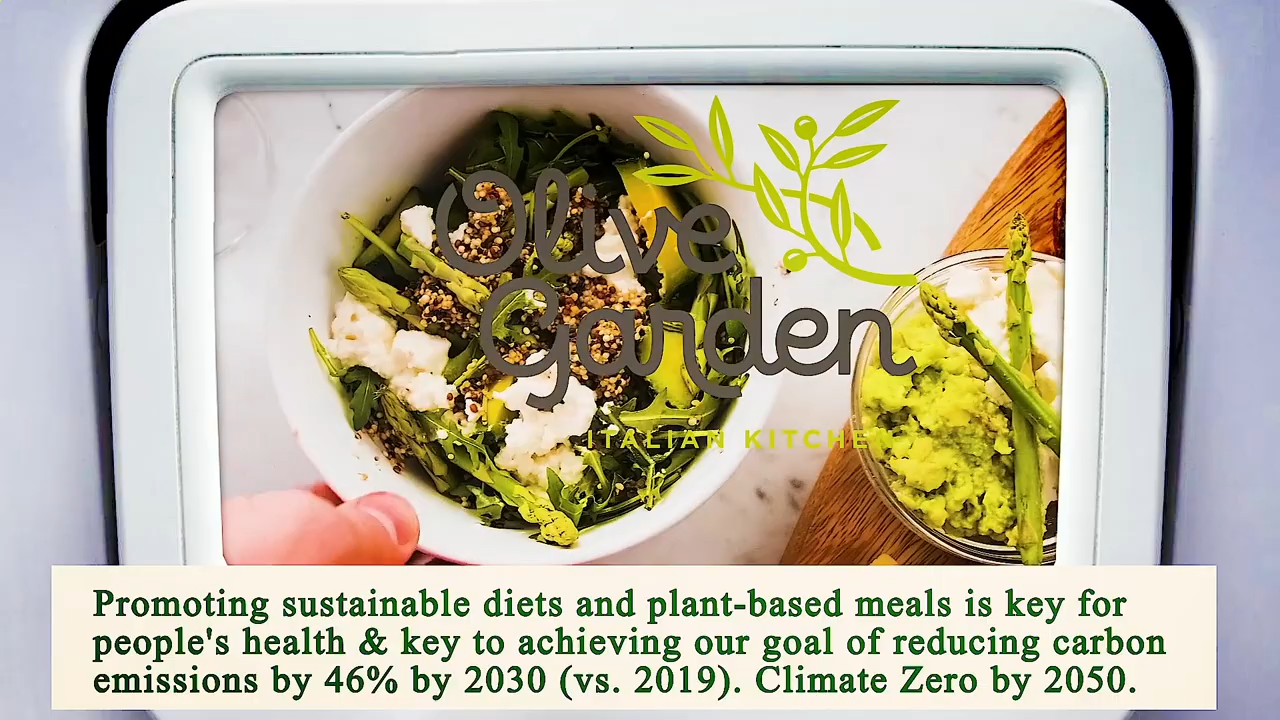 Olive
Garden
ITALIAN KITCHEN
Promoting sustainable diets and plant-based meals is key for
people's health & key to achieving our goal of reducing carbon
emissions by 46% by 2030 (vs. 2019). Climate Zero by 2050.